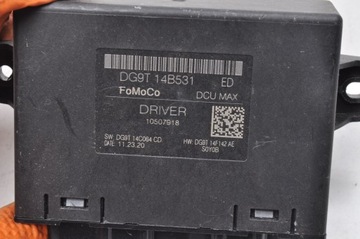 DG9T 14B531 ED
FoMoCo DCU MAX
DRIVER
10507918
SW: DG9T 14C064 CD HW: DG9T 14F142 AE
DATE: 11.23.20 S0Y0B